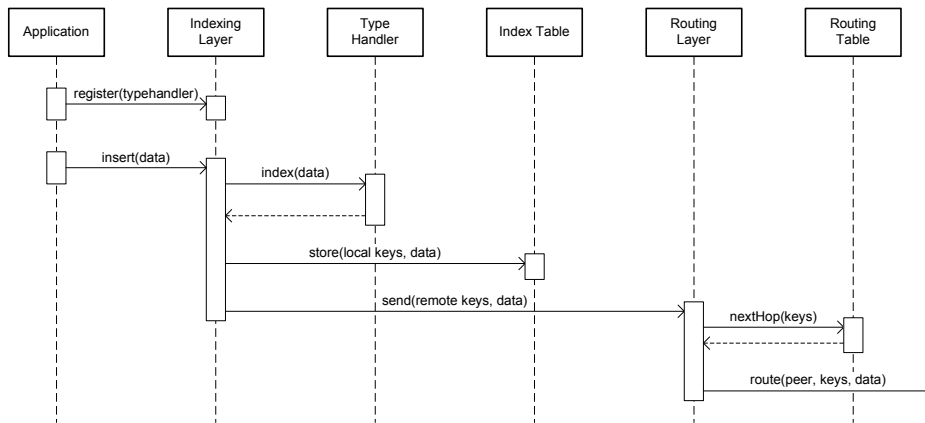 Application
Indexing
Layer
Type
Handler
Index Table
Routing
Layer
Routing
Table
register(typehandler)
insert(data)
index(data)
store(local keys, data)
send(remote keys, data)
nextHop(keys)
route(peer, keys, data)